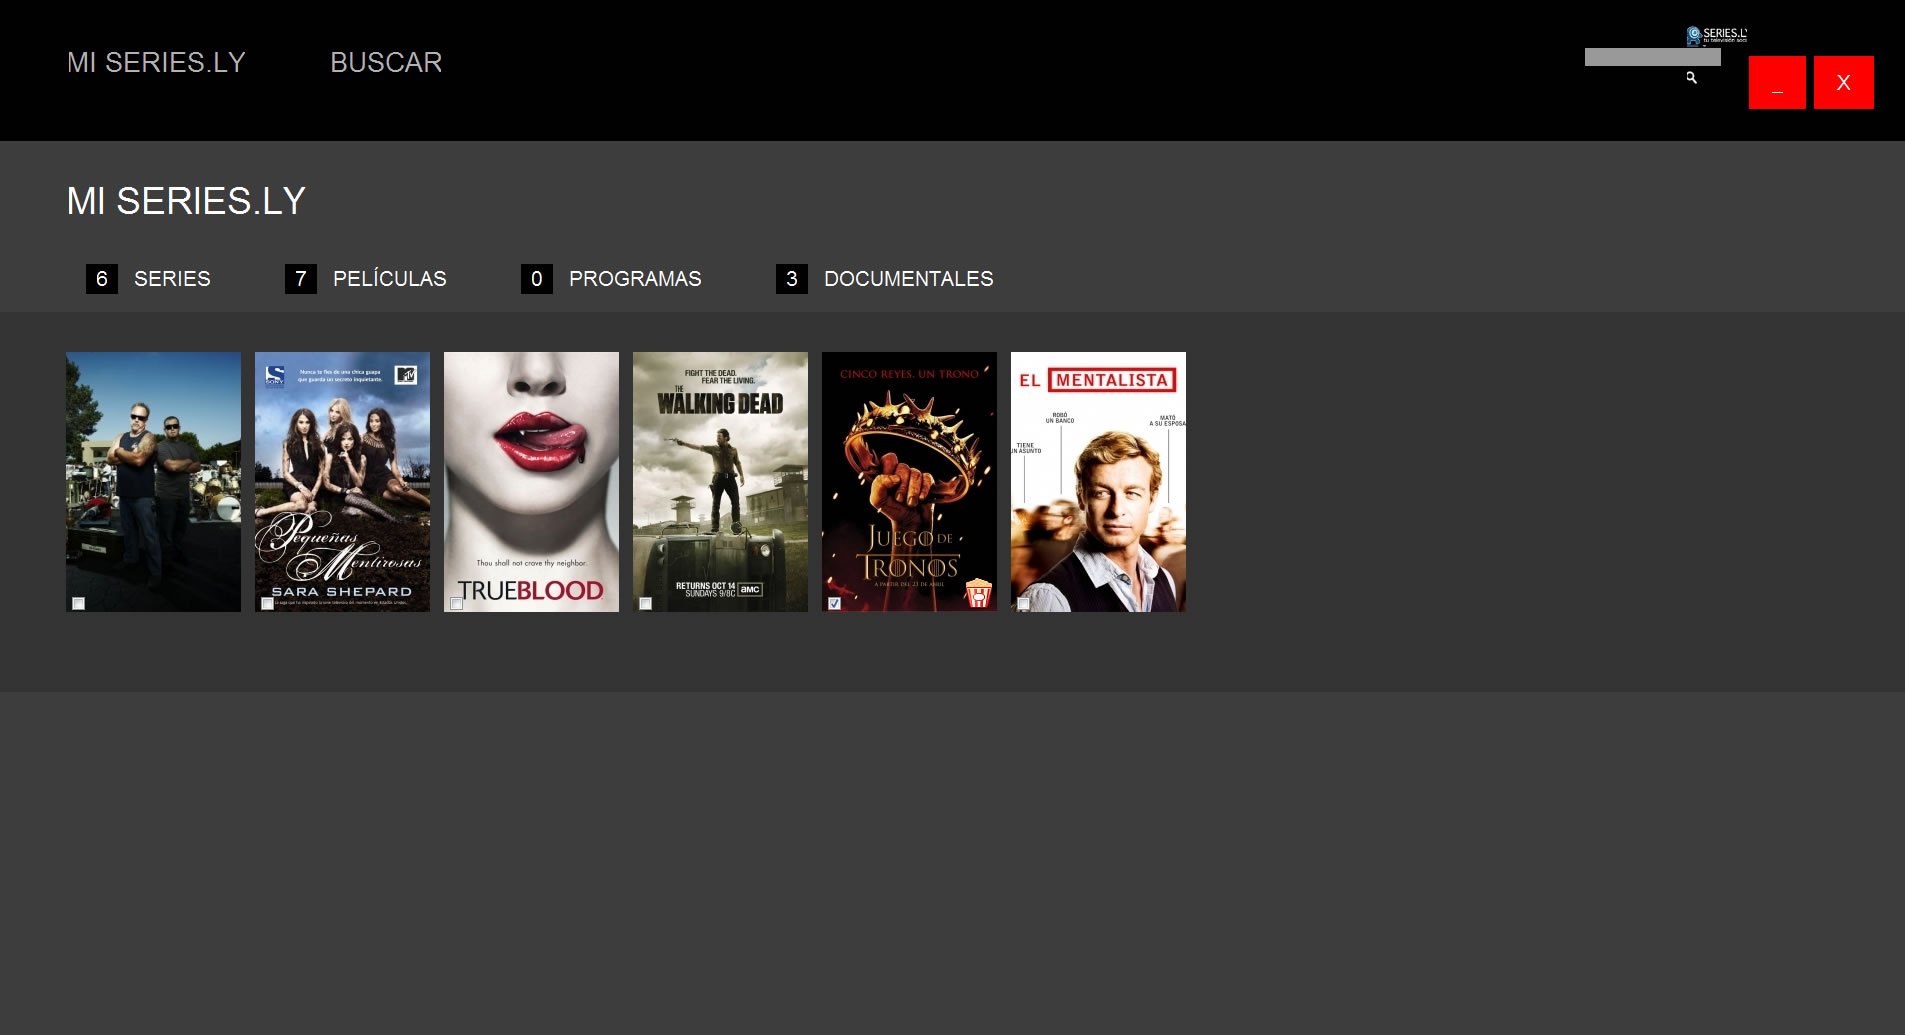 MI SERIES.LY
BUSCAR
SERIES.LY
tu televisión soci
_
X
MI SERIES.LY
6 SERIES
7 PELÍCULAS
0 PROGRAMAS
3 DOCUMENTALES
SONY
Nunca te fíes de una chica guapa
que guarda un secreto inquietante.
MTV
Pequeñas
Mentirosas
SARA SHEPARD
Thou shall not crave thy neighbor.
TRUEBLOOD
FIGHT THE DEAD.
FEAR THE LIVING.
THE
WALKING DEAD
RETURNS OCT 14
SUNDAYS 9/8C
aMC
CINCO REYES, UN TRONO
JUEGO DE
TRONOS
A PARTIR DEL 23 DE ABRIL
EL MENTALISTA
ROBÓ
UN BANCO
MATÓ
A SU ESPOSA
TIENE
UN ASUNTO